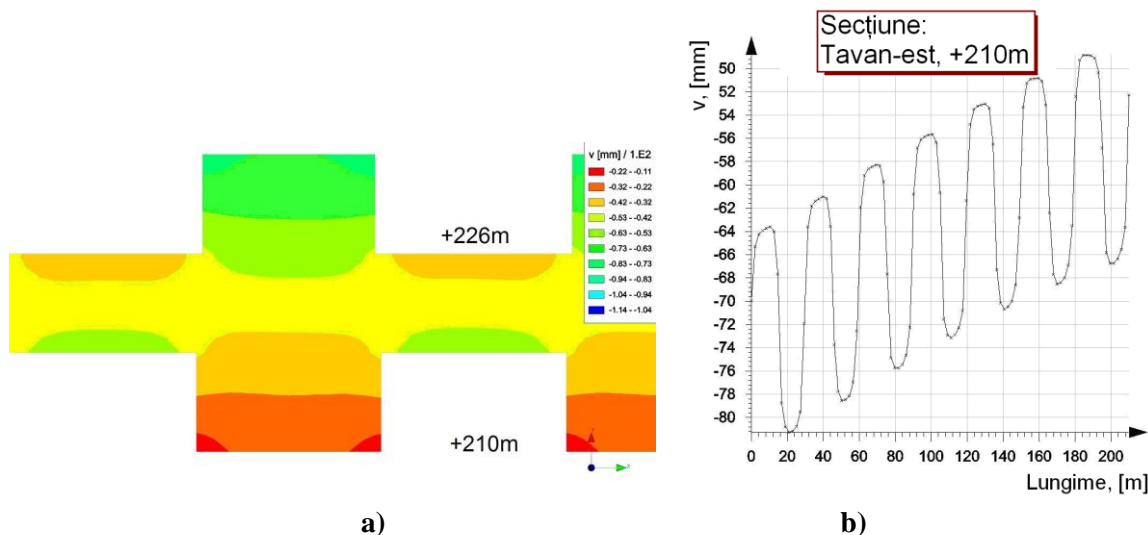 v [mm] / 1.E2
-0.22 - -0.11
-0.32 - -0.22
-0.42 - -0.32
-0.53 - -0.42
-0.63 - -0.53
-0.73 - -0.63
-0.83 - -0.73
-0.94 - -0.83
-1.04 - -0.94
-1.14 - -1.04
+226m
+210m
a)
Secțiune:
Tavan-est, +210m
v, [mm]
50
52
-54
-56
-58
-60
-62
-64
-66
-68
-70
-71
-73
-74
-76
-78
-80
0 20 40 60 80 100 120 140 160 180 200
Lungime, [m]
b)